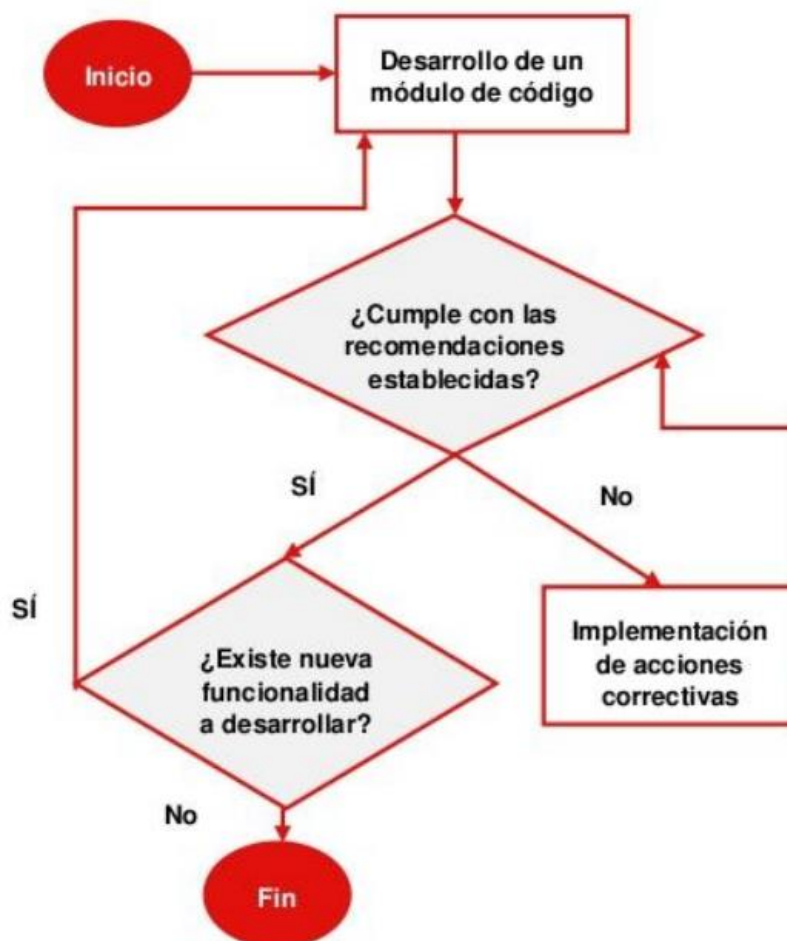 Inicio
Desarrollo de un
módulo de código
¿Cumple con las
recomendaciones
establecidas?
SÍ
No
SÍ
¿Existe nueva
funcionalidad
a desarrollar?
Implementación
de acciones
correctivas
No
Fin